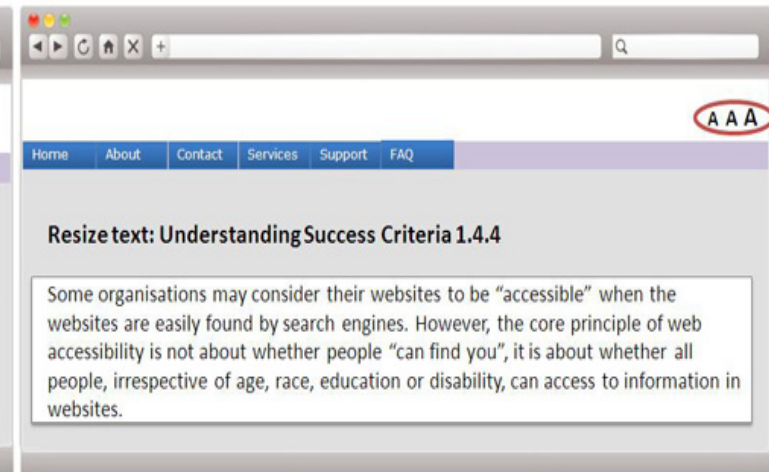 A A A
Home About Contact Services Support FAQ
Resize text: Understanding Success Criteria 1.4.4
Some organisations may consider their websites to be “accessible” when the
websites are easily found by search engines. However, the core principle of web
accessibility is not about whether people “can find you”, it is about whether all
people, irrespective of age, race, education or disability, can access to information in
websites.